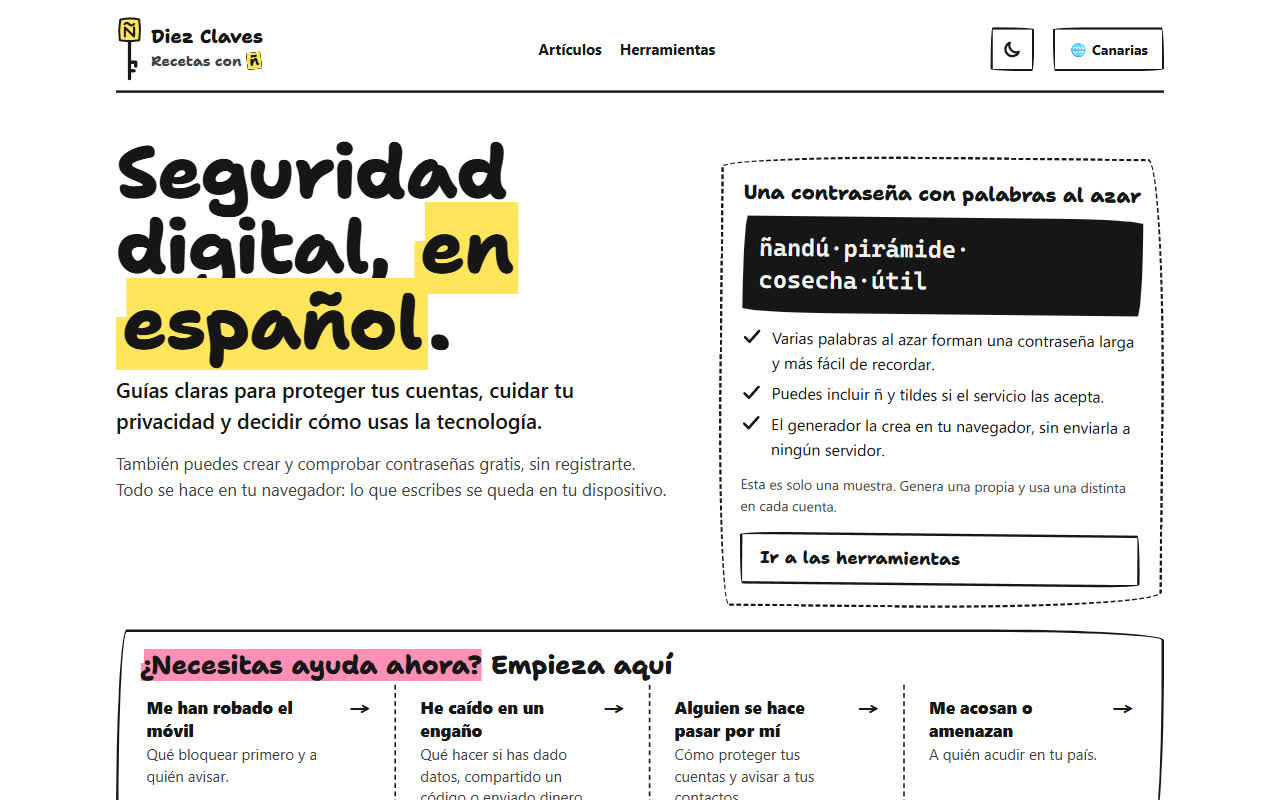 Ñ
Diez Claves
Recetas con ñ
Artículos
Herramientas
Canarias
Seguridad
digital, en
español.
Guías claras para proteger tus cuentas, cuidar tu
privacidad y decidir cómo usas la tecnología.
También puedes crear y comprobar contraseñas gratis, sin registrarte.
Todo se hace en tu navegador: lo que escribes se queda en tu dispositivo.
Una contraseña con palabras al azar
ñandú·pirámide·
cosecha·útil
Varias palabras al azar forman una contraseña larga
y más fácil de recordar.
Puedes incluir ñ y tildes si el servicio las acepta.
El generador la crea en tu navegador, sin enviarla a
ningún servidor.
Esta es solo una muestra. Genera una propia y usa una distinta
en cada cuenta.
Ir a las herramientas
¿Necesitas ayuda ahora? Empieza aquí
Me han robado el
móvil
Qué bloquear primero y a
quién avisar.
He caído en un
engaño
Qué hacer si has dado
datos, compartido un
código o enviado dinero
Alguien se hace
pasar por mí
Cómo proteger tus
cuentas y avisar a tus
contactos
Me acosan o
amenazan
A quién acudir en tu país.